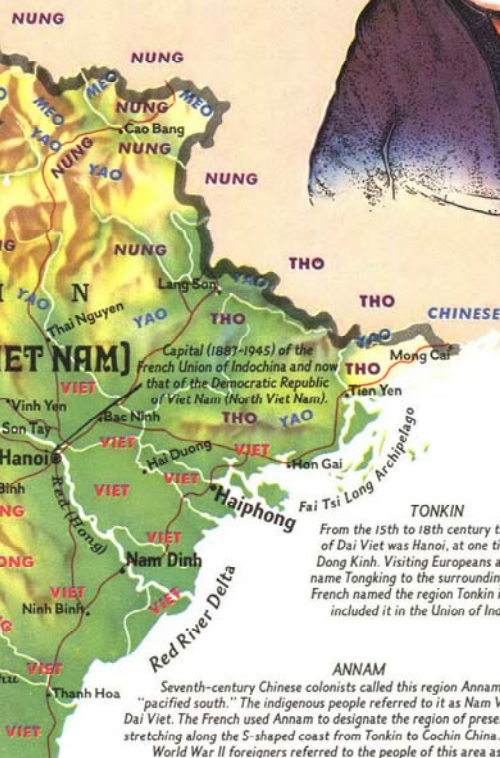 NUNG
NUNG
MEO
MEO
NUNG
MEO
YAO
Cao Bang
NUNG
NUNG
YAO
NUNG
NUNG
THO
YAO
Lang Son
THO
YAO
N
CHINESE
Thai Nguyen
YAO
THO
YAO
Mong Cai
ET NAM)
Capital (1887-1945) of the
French Union of Indochina and now
that of the Democratic Republic
of Viet Nam (North Viet Nam).
THO
Tien Yen
VIET
Vinh Yen
Bac Ninh
THO
YAO
Son Tay
VIET
VIET
Hanoi
Hai Duong
Hon Gai
Fai Tsi Long Archipelago
VIET
VIET
Haiphong
Red (Hong)
TONKIN
From the 15th to 18th century t
of Dai Viet was Hanoi, at one ti
Dong Kinh. Visiting Europeans a
name Tongking to the surroundin
French named the region Tonkin i
included it in the Union of Ind
VIET
Nam Dinh
VIET
VIET
Ninh Binh
Red River Delta
VIET
Thanh Hoa
VIET
ANNAM
Seventh-century Chinese colonists called this region Annam
"pacified south." The indigenous people referred to it as Nam V
Dai Viet. The French used Annam to designate the region of prese
stretching along the S-shaped coast from Tonkin to Cochin China.
World War II foreigners referred to the people of this area as